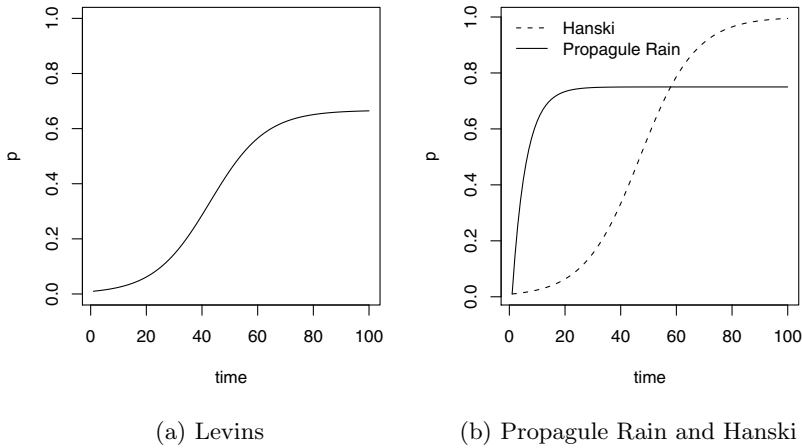 0.0 0.2 0.4 0.6 0.8 1.0
p
0 20 40 60 80 100
time
(a) Levins
Hanski
Propagule Rain
0.0 0.2 0.4 0.6 0.8 1.0
p
0 20 40 60 80 100
time
(b) Propagule Rain and Hanski